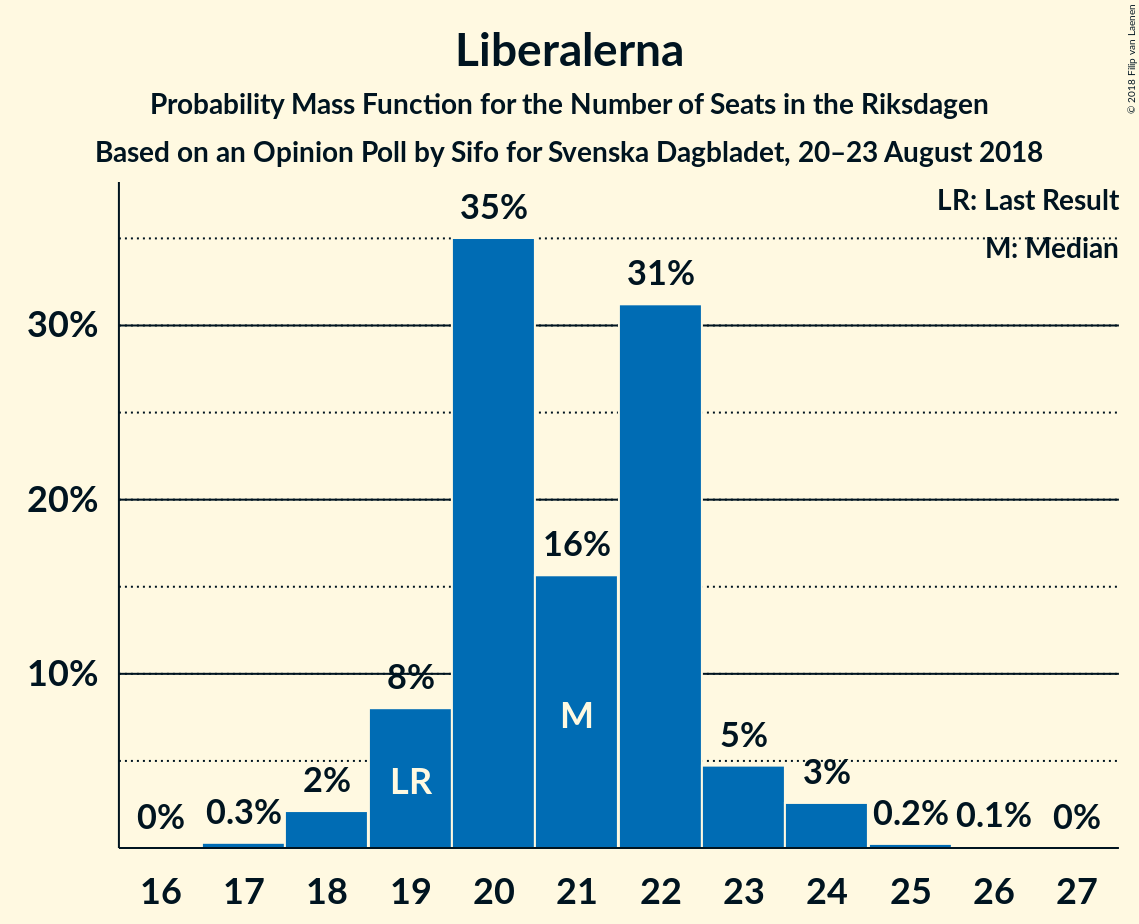 © 2018 Filip van Laenen
Liberalerna
Probability Mass Function for the Number of Seats in the Riksdagen
Based on an Opinion Poll by Sifo for Svenska Dagbladet, 20–23 August 2018
LR: Last Result
M: Median
35%
31%
30%
20%
16%
10%
8%
M
5%
LR
2%
3%
0%
0.3%
0.2%
0.1%
0%
16 17 18 19 20 21 22 23 24 25 26 27